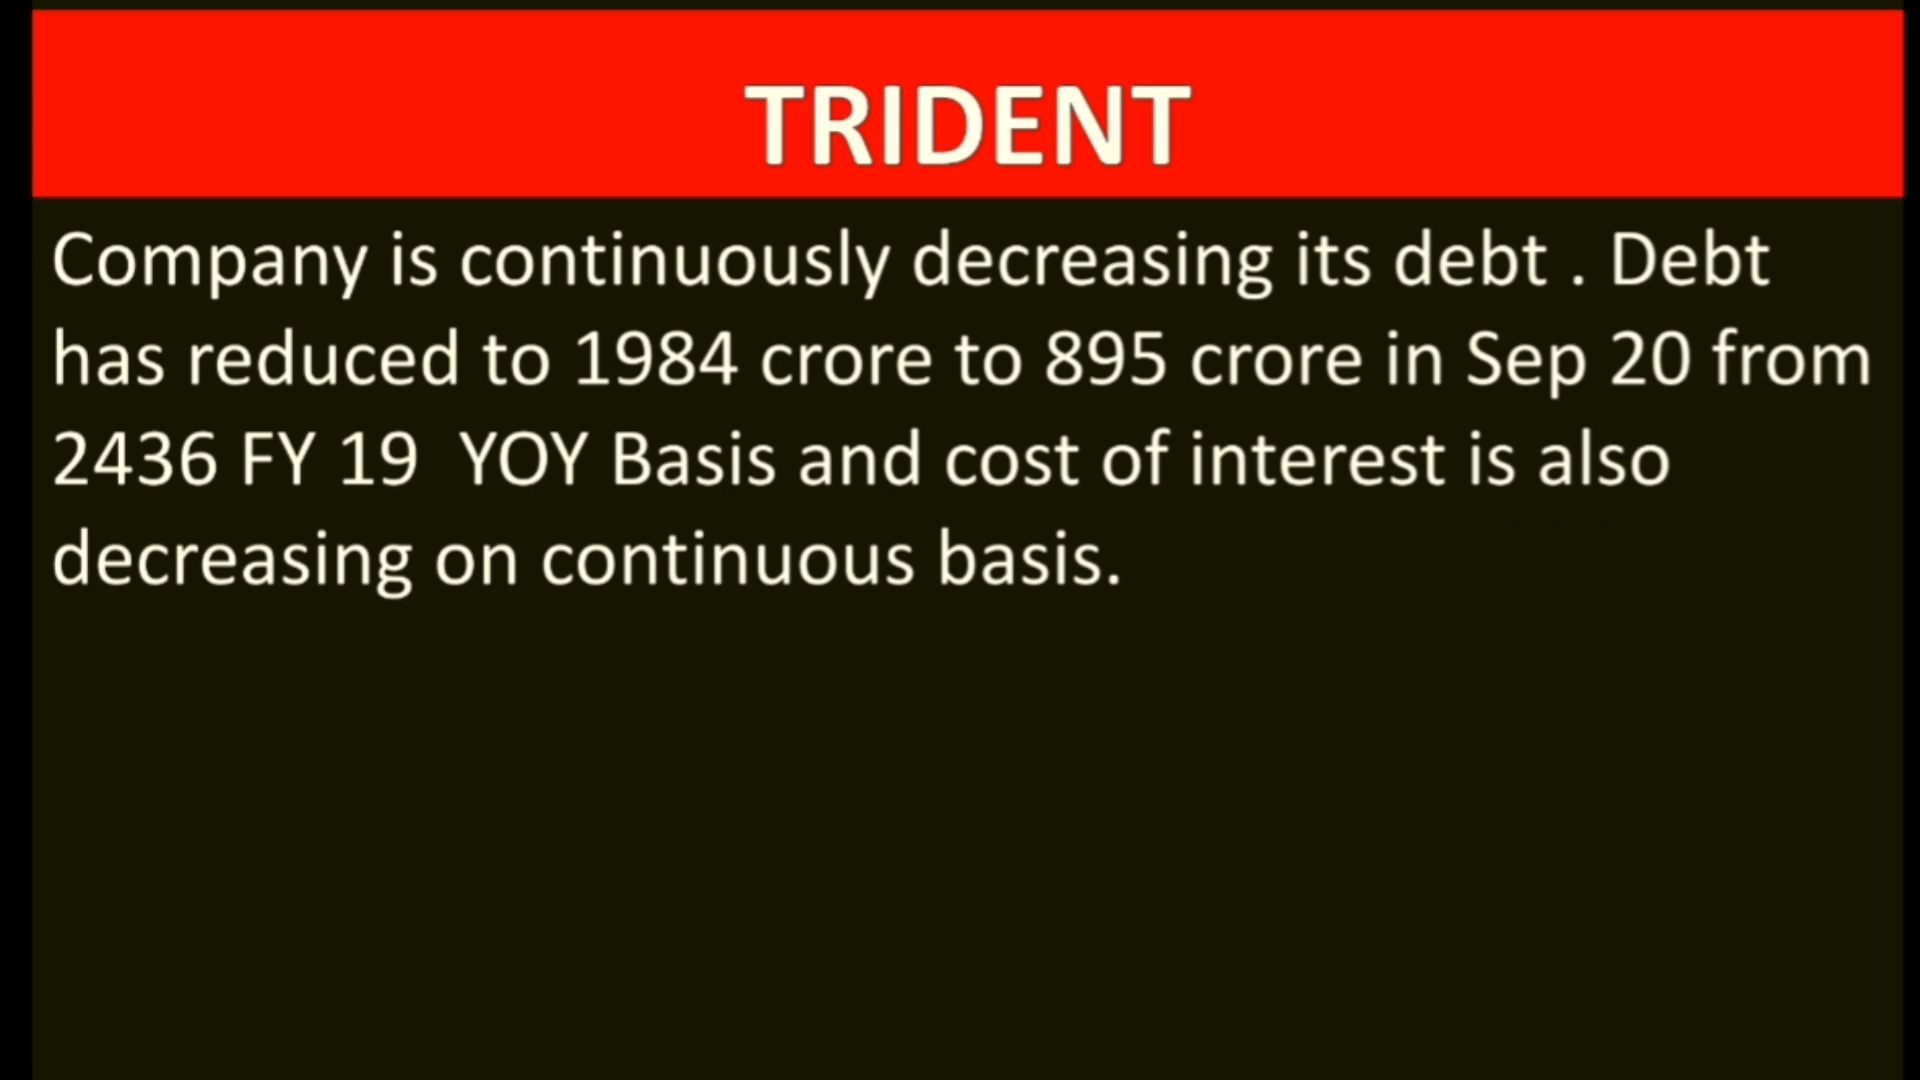 TRIDENT
Company is continuously decreasing its debt . Debt
has reduced to 1984 crore to 895 crore in Sep 20 from
2436 FY 19  YOY Basis and cost of interest is also
decreasing on continuous basis.